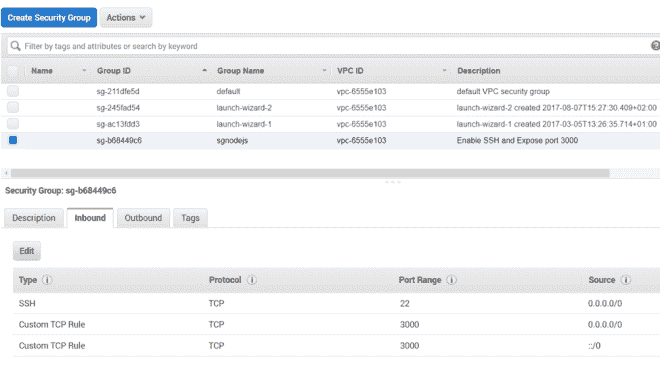 Create Security Group Actions
Filter by tags and attributes or search by keyword
Name Group ID Group Name VPC ID Description
sg-211dfe5d default vpc-6555e103 default VPC security group
sg-245fad54 launch-wizard-2 vpc-6555e103 launch-wizard-2 created 2017-08-07T15:27:30.409+02:00
sg-ac13fdd3 launch-wizard-1 vpc-6555e103 launch-wizard-1 created 2017-03-05T13:26:35.714+01:00
sg-b68449c6 sgnodejs vpc-6555e103 Enable SSH and Expose port 3000
Security Group: sg-b68449c6
Description Inbound Outbound Tags
Edit
Type Protocol Port Range Source
SSH TCP 22 0.0.0.0/0
Custom TCP Rule TCP 3000 0.0.0.0/0
Custom TCP Rule TCP 3000 ::/0